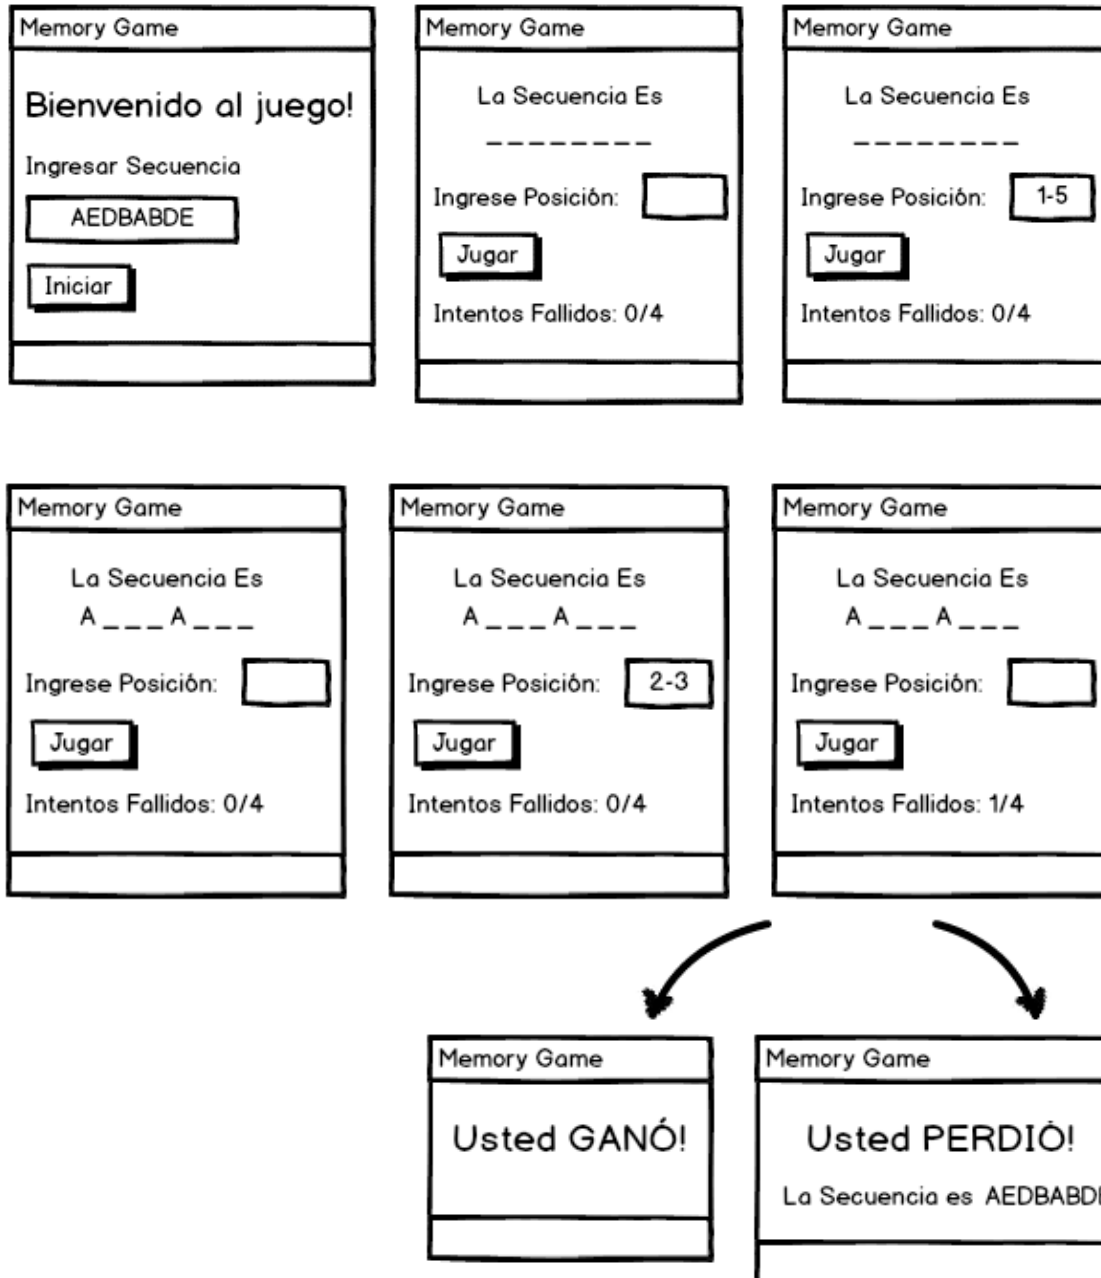 Memory Game
Bienvenido al juego!
Ingresar Secuencia
AEDBABDE
Iniciar
Memory Game
La Secuencia Es
_ _ _ _ _ _ _ _
Ingrese Posición:
Jugar
Intentos Fallidos: 0/4
Memory Game
La Secuencia Es
_ _ _ _ _ _ _ _
Ingrese Posición: 1-5
Jugar
Intentos Fallidos: 0/4
Memory Game
La Secuencia Es
A _ _ _ A _ _ _
Ingrese Posición:
Jugar
Intentos Fallidos: 0/4
Memory Game
La Secuencia Es
A _ _ _ A _ _ _
Ingrese Posición: 2-3
Jugar
Intentos Fallidos: 0/4
Memory Game
La Secuencia Es
A _ _ _ A _ _ _
Ingrese Posición:
Jugar
Intentos Fallidos: 1/4
Memory Game
Usted GANÓ!
Memory Game
Usted PERDIÓ!
La Secuencia es AEDBABDE